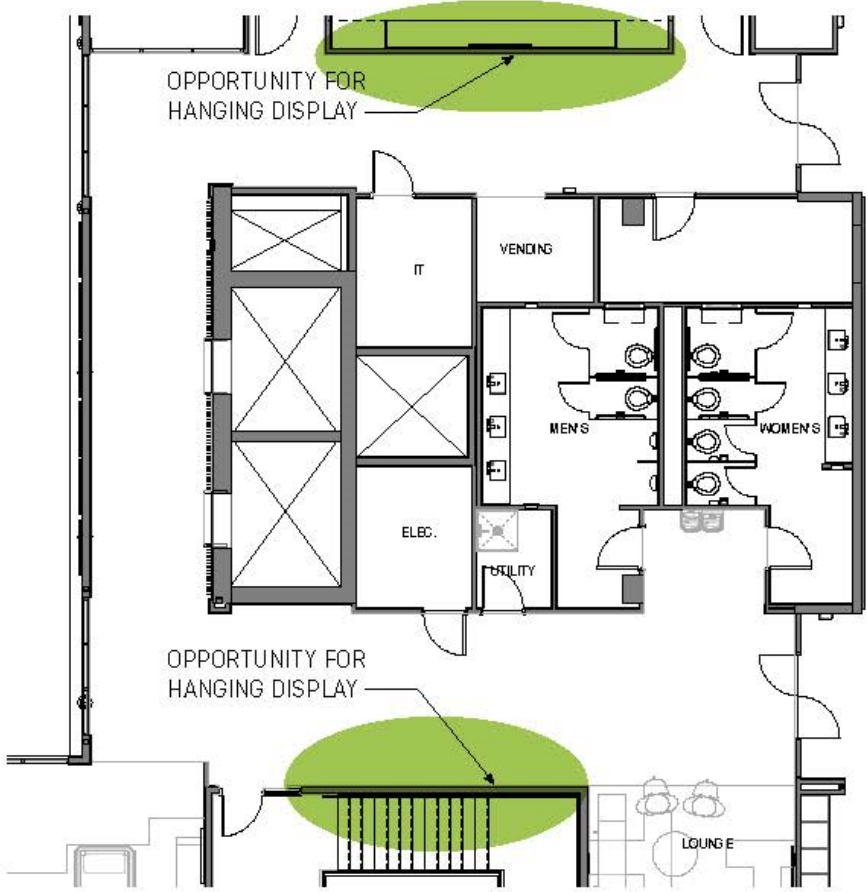 OPPORTUNITY FOR
HANGING DISPLAY
VENDING
IT
MEN'S
WOMEN'S
ELEC.
UTILITY
OPPORTUNITY FOR
HANGING DISPLAY
LOUNGE